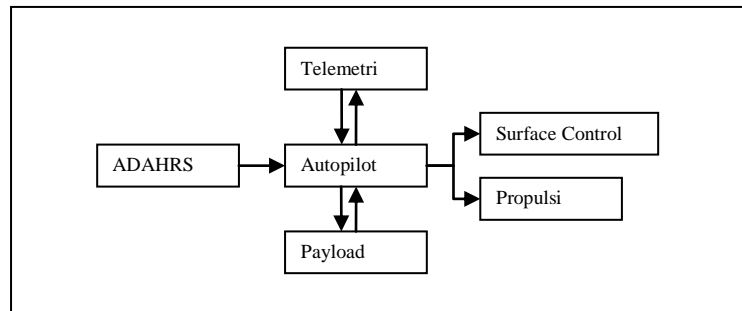 Telemetri
Surface Control
ADAHRS
Autopilot
Propulsi
Payload